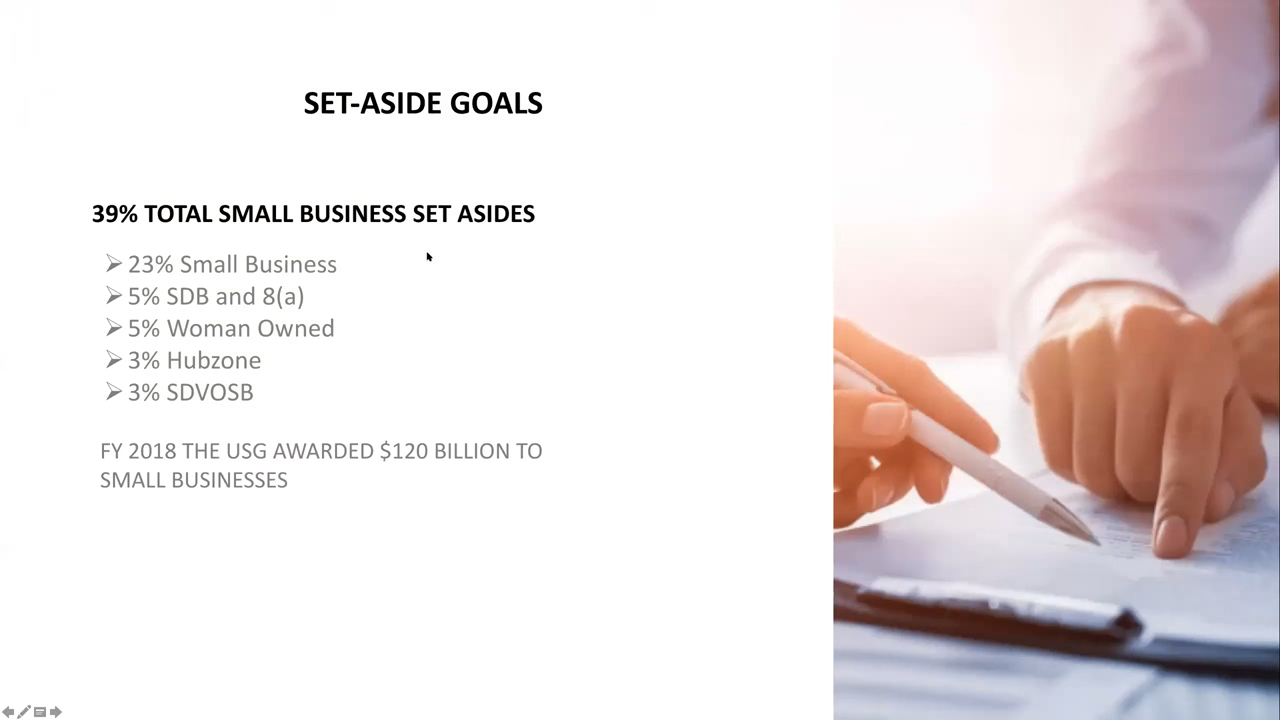 SET-ASIDE GOALS
39% TOTAL SMALL BUSINESS SET ASIDES
23% Small Business
5% SDB and 8(a)
5% Woman Owned
3% Hubzone
3% SDVOSB
FY 2018 THE USG AWARDED $120 BILLION TO
SMALL BUSINESSES